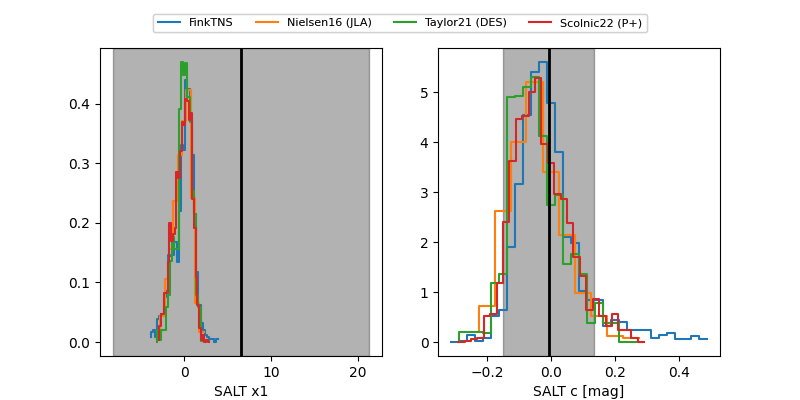 FinkTNS Nielsen16 (JLA) Taylor21 (DES) Scolnic22 (P+)
0.4
0.3
0.2
0.1
0.0
0 10 20
SALT x1
5
4
3
2
1
0
−0.2 0.0 0.2 0.4
SALT c [mag]